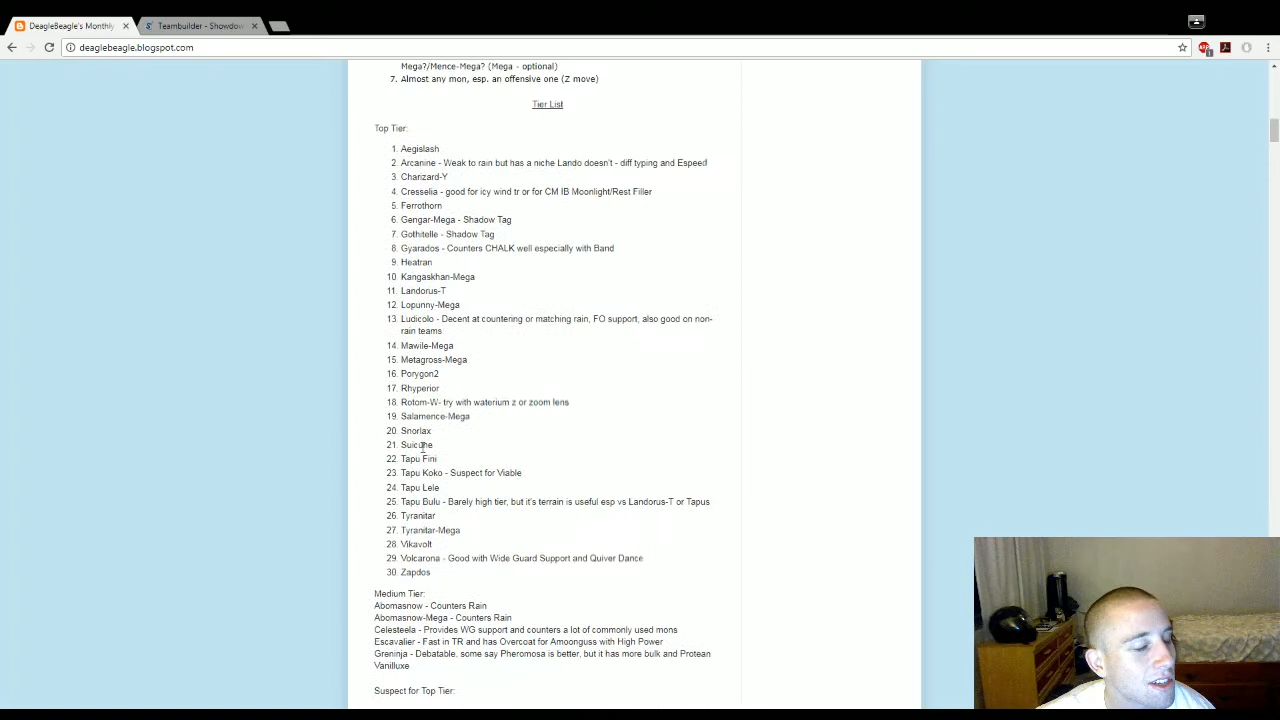 DeagleBeagle's Monthly
Teambuilder - Showdow
deaglebeagle.blogspot.com
Mega?/Mence-Mega? (Mega - optional)
7. Almost any mon, esp. an offensive one (Z move)
Tier List
Top Tier:
1. Aegislash
2. Arcanine - Weak to rain but has a niche Lando doesn't - diff typing and Espeed
3. Charizard-Y
4. Cresselia - good for icy wind tr or for CM IB Moonlight/Rest Filler
5. Ferrothorn
6. Gengar-Mega - Shadow Tag
7. Gothitelle - Shadow Tag
8. Gyarados - Counters CHALK well especially with Band
9. Heatran
10. Kangaskhan-Mega
11. Landorus-T
12. Lopunny-Mega
13. Ludicolo - Decent at countering or matching rain, FO support, also good on non-
rain teams
14. Mawile-Mega
15. Metagross-Mega
16. Porygon2
17. Rhyperior
18. Rotom-W- try with waterium z or zoom lens
19. Salamence-Mega
20. Snorlax
21. Suicune
22. Tapu Fini
23. Tapu Koko - Suspect for Viable
24. Tapu Lele
25. Tapu Bulu - Barely high tier, but it's terrain is useful esp vs Landorus-T or Tapus
26. Tyranitar
27. Tyranitar-Mega
28. Vikavolt
29. Volcarona - Good with Wide Guard Support and Quiver Dance
30. Zapdos
Medium Tier:
Abomasnow - Counters Rain
Abomasnow-Mega - Counters Rain
Celesteela - Provides WG support and counters a lot of commonly used mons
Escavalier - Fast in TR and has Overcoat for Amoonguss with High Power
Greninja - Debatable, some say Pheromosa is better, but it has more bulk and Protean
Vanilluxe
Suspect for Top Tier: